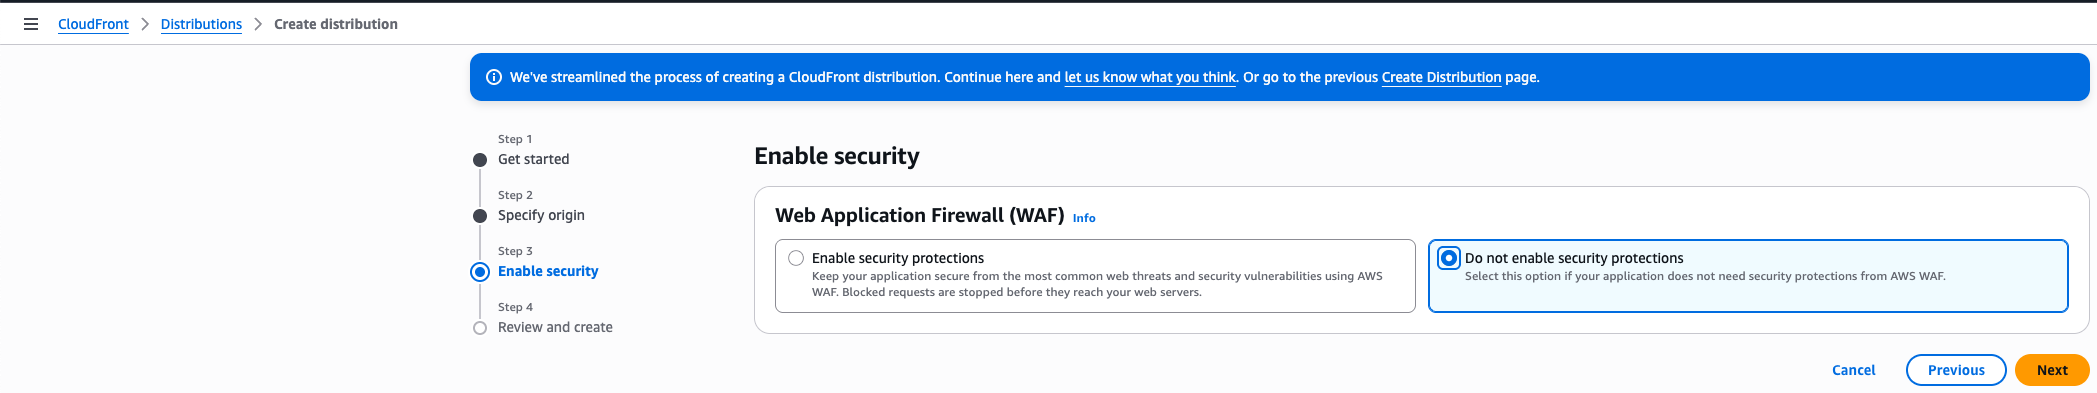 CloudFront > Distributions > Create distribution
We've streamlined the process of creating a CloudFront distribution. Continue here and let us know what you think. Or go to the previous Create Distribution page.
Step 1
Get started
Step 2
Specify origin
Step 3
Enable security
Step 4
Review and create
Enable security
Web Application Firewall (WAF) Info
Enable security protections
Keep your application secure from the most common web threats and security vulnerabilities using AWS
WAF. Blocked requests are stopped before they reach your web servers.
Do not enable security protections
Select this option if your application does not need security protections from AWS WAF.
Cancel Previous Next